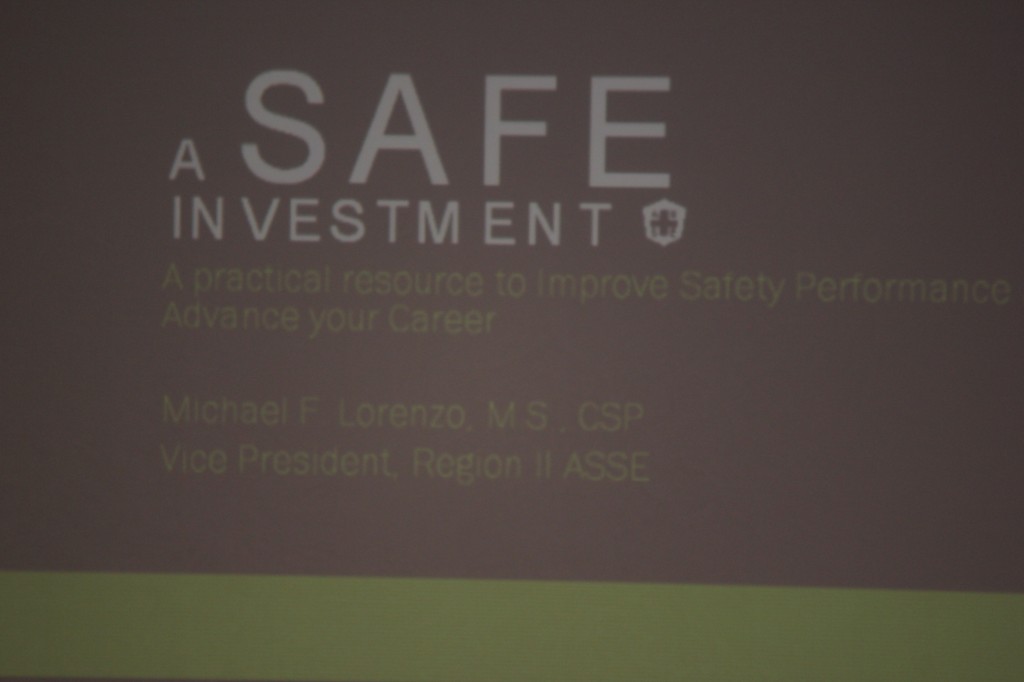 A SAFE
INVESTMENT
A practical resource to Improve Safety Performance
Advance your Career
Michael F. Lorenzo, M.S., CSP
Vice President, Region II ASSE